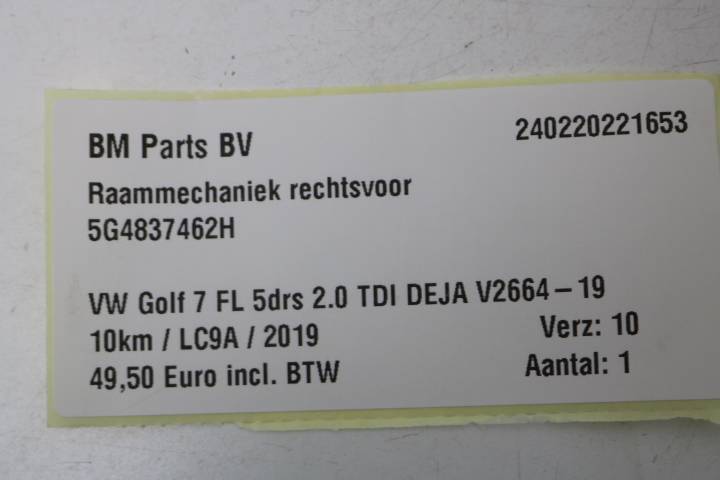 BM Parts BV 240220221653
Raammechaniek rechtsvoor
5G4837462H
VW Golf 7 FL 5drs 2.0 TDI DEJA V2664-19
10km / LC9A / 2019 Verz: 10
49,50 Euro incl. BTW Aantal: 1